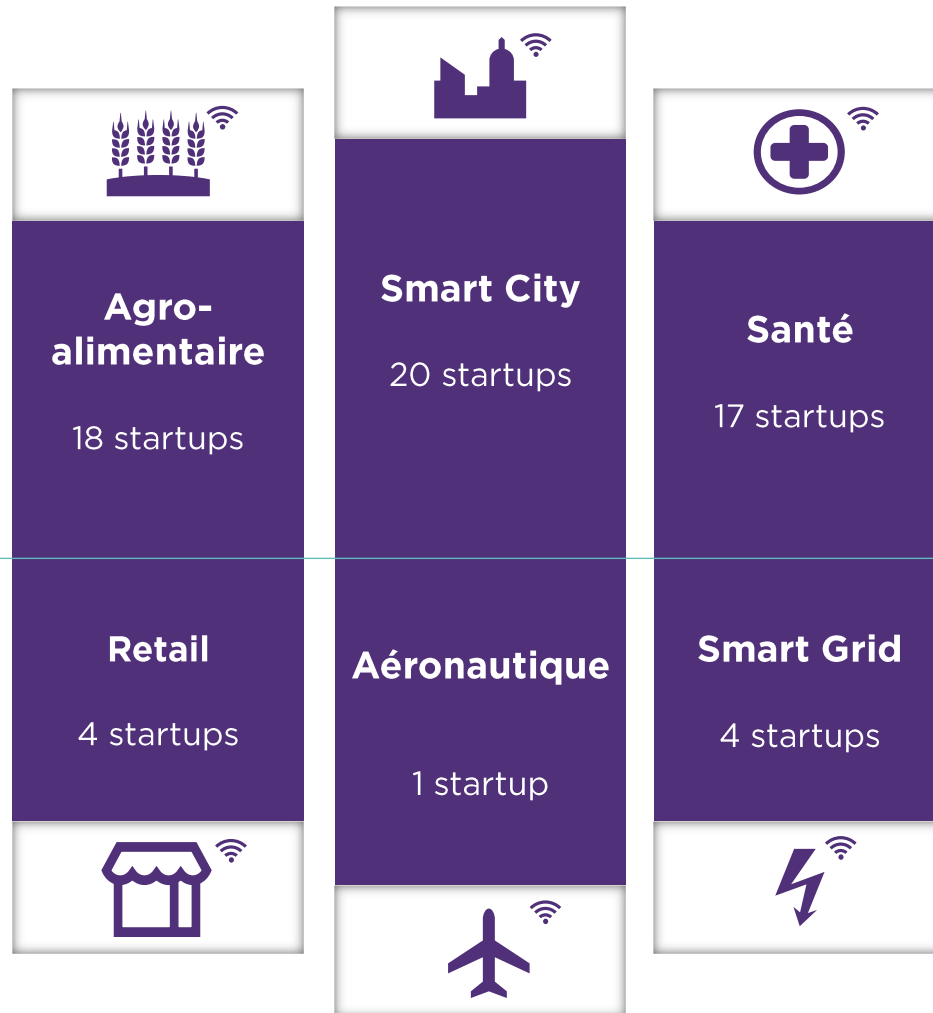 Agro-
alimentaire
18 startups
Smart City
20 startups
Santé
17 startups
Retail
4 startups
Aéronautique
1 startup
Smart Grid
4 startups